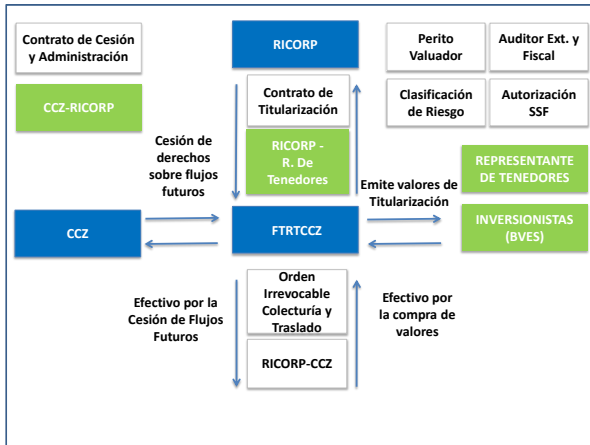 Contrato de Cesión
y Administración
CCZ-RICORP
RICORP
Contrato de
Titularización
RICORP -
R. De
Tenedores
Perito
Valuador
Auditor Ext. y
Fiscal
Clasificación
de Riesgo
Autorización
SSF
Cesión de
derechos
sobre flujos
futuros
Emite valores de
Titularización
REPRESENTANTE
DE TENEDORES
CCZ
FTRTCCZ
INVERSIONISTAS
(BVES)
Efectivo por la
Cesión de Flujos
Futuros
Orden
Irrevocable
Colecturía y
Traslado
RICORP-CCZ
Efectivo por
la compra de
valores